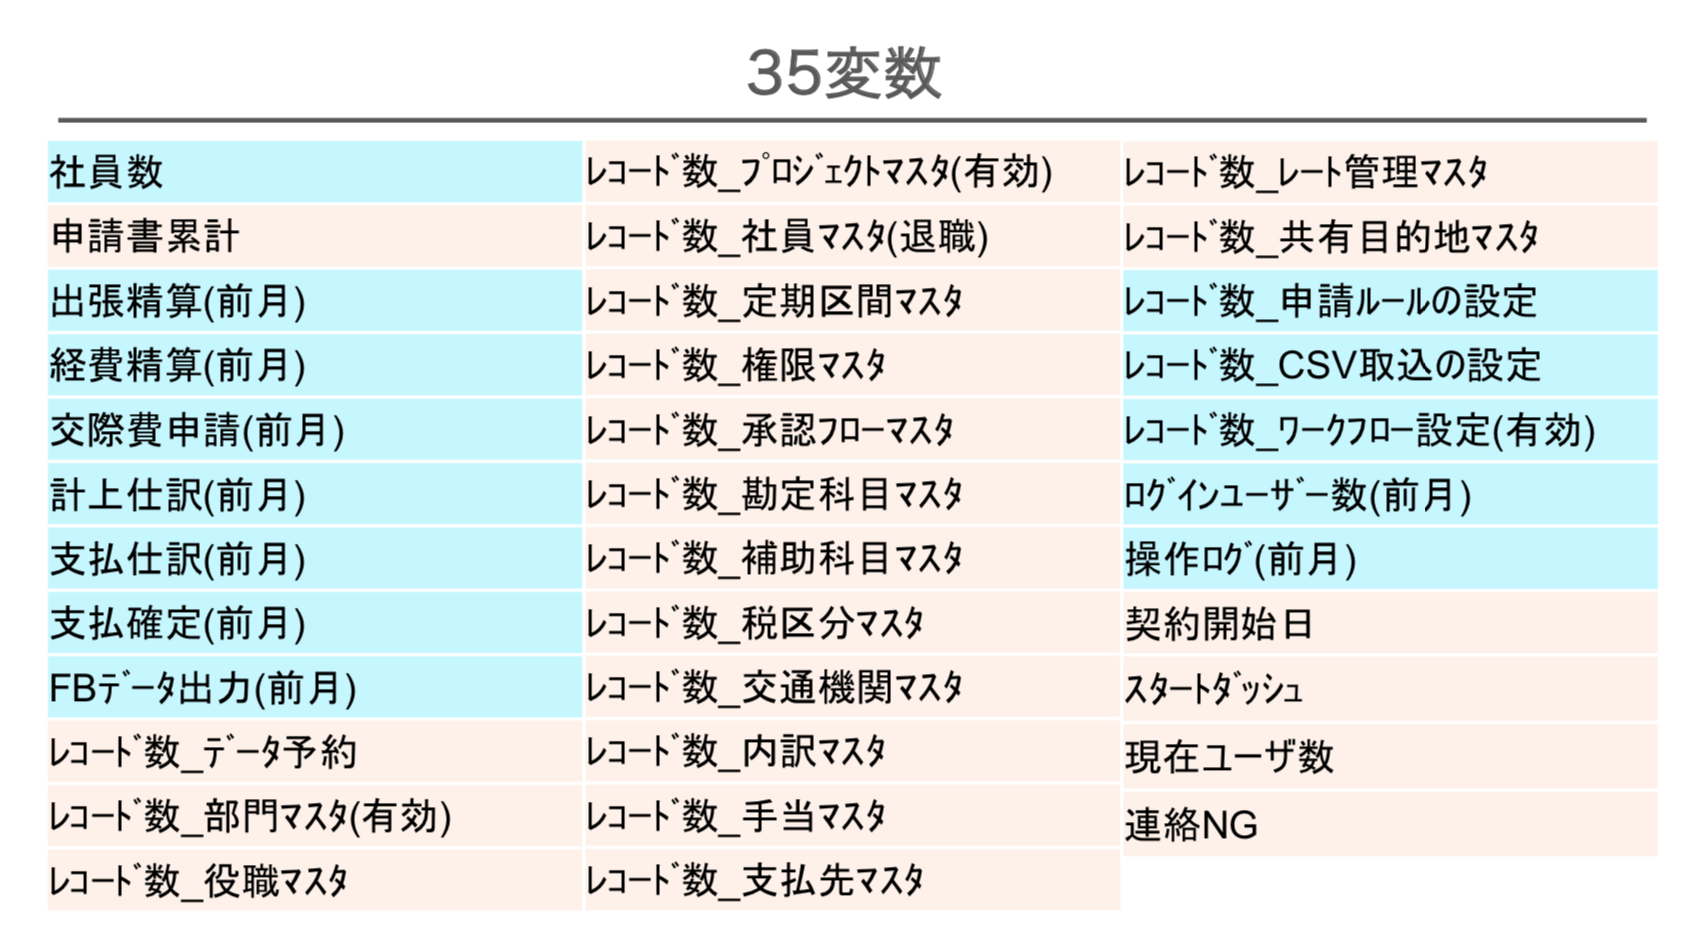 35変数
社員数
申請書累計
出張精算(前月)
経費精算(前月)
交際費申請(前月)
計上仕訳(前月)
支払仕訳(前月)
支払確定(前月)
FBﾃﾞｰﾀ出力(前月)
ﾚｺｰﾄﾞ数_ﾃﾞｰﾀ予約
ﾚｺｰﾄﾞ数_部門ﾏｽﾀ(有効)
ﾚｺｰﾄﾞ数_役職ﾏｽﾀ
ﾚｺｰﾄﾞ数_ﾌﾟﾛｼﾞｪｸﾄﾏｽﾀ(有効)
ﾚｺｰﾄﾞ数_社員ﾏｽﾀ(退職)
ﾚｺｰﾄﾞ数_定期区間ﾏｽﾀ
ﾚｺｰﾄﾞ数_権限ﾏｽﾀ
ﾚｺｰﾄﾞ数_承認ﾌﾛｰﾏｽﾀ
ﾚｺｰﾄﾞ数_勘定科目ﾏｽﾀ
ﾚｺｰﾄﾞ数_補助科目ﾏｽﾀ
ﾚｺｰﾄﾞ数_税区分ﾏｽﾀ
ﾚｺｰﾄﾞ数_交通機関ﾏｽﾀ
ﾚｺｰﾄﾞ数_内訳ﾏｽﾀ
ﾚｺｰﾄﾞ数_手当ﾏｽﾀ
ﾚｺｰﾄﾞ数_支払先ﾏｽﾀ
ﾚｺｰﾄﾞ数_ﾚｰﾄ管理ﾏｽﾀ
ﾚｺｰﾄﾞ数_共有目的地ﾏｽﾀ
ﾚｺｰﾄﾞ数_申請ﾙｰﾙの設定
ﾚｺｰﾄﾞ数_CSV取込の設定
ﾚｺｰﾄﾞ数_ﾜｰｸﾌﾛｰ設定(有効)
ﾛｸﾞｲﾝﾕｰｻﾞｰ数(前月)
操作ﾛｸﾞ(前月)
契約開始日
ｽﾀｰﾄﾀﾞｯｼｭ
現在ユーザ数
連絡NG